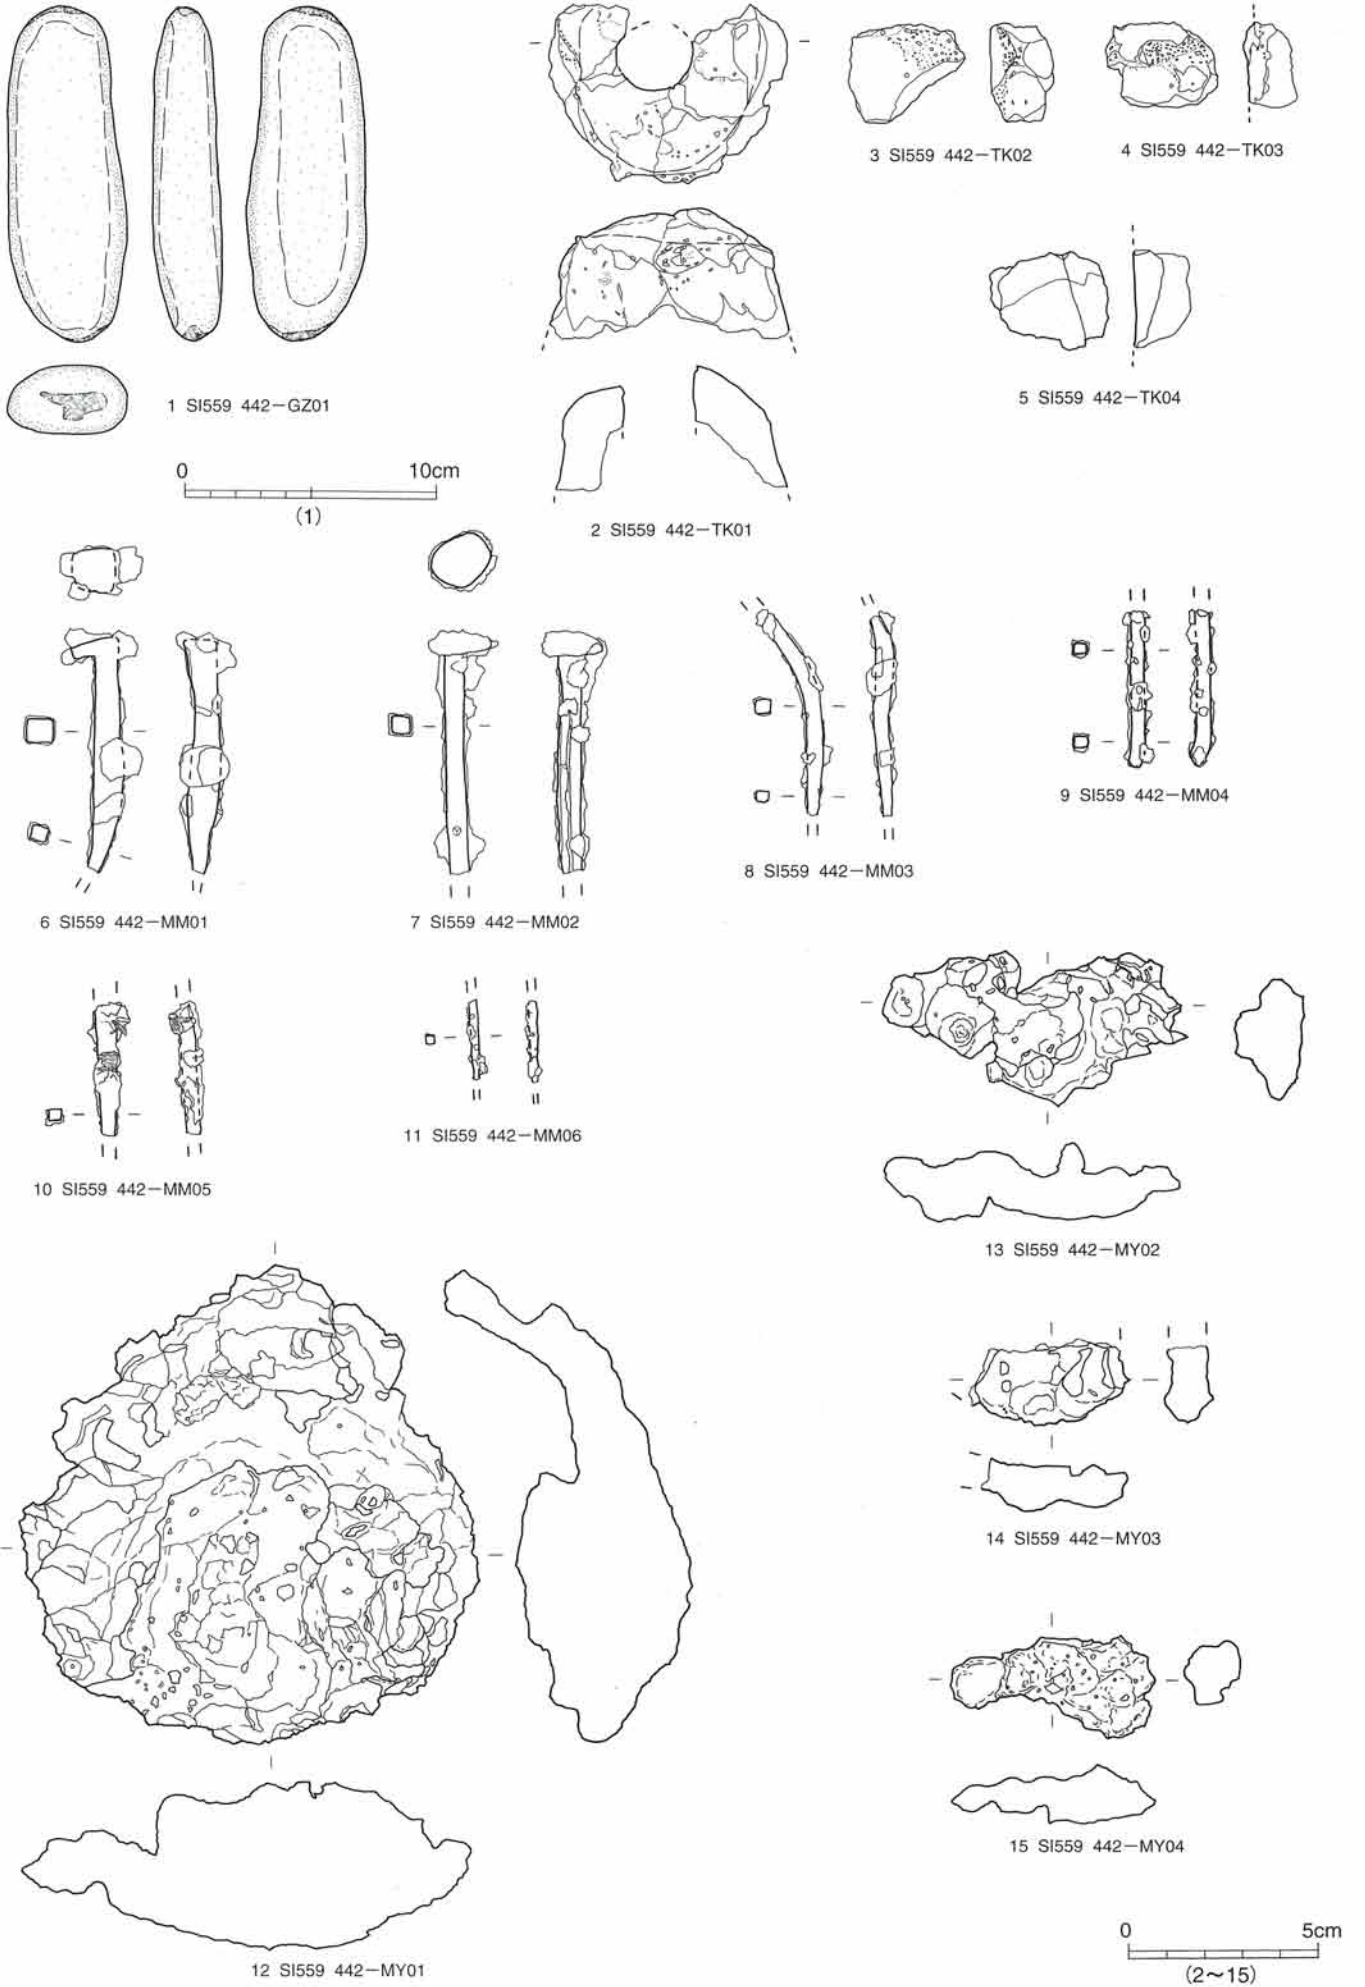 3 SI559 442－TK02
4 SI559 442－TK03
1 SI559 442－GZ01
5 SI559 442－TK04
0 10cm
(1)
2 SI559 442－TK01
6 SI559 442－MM01
7 SI559 442－MM02
8 SI559 442－MM03
9 SI559 442－MM04
10 SI559 442－MM05
11 SI559 442－MM06
13 SI559 442－MY02
14 SI559 442－MY03
15 SI559 442－MY04
12 SI559 442－MY01
0 5cm
(2～15)